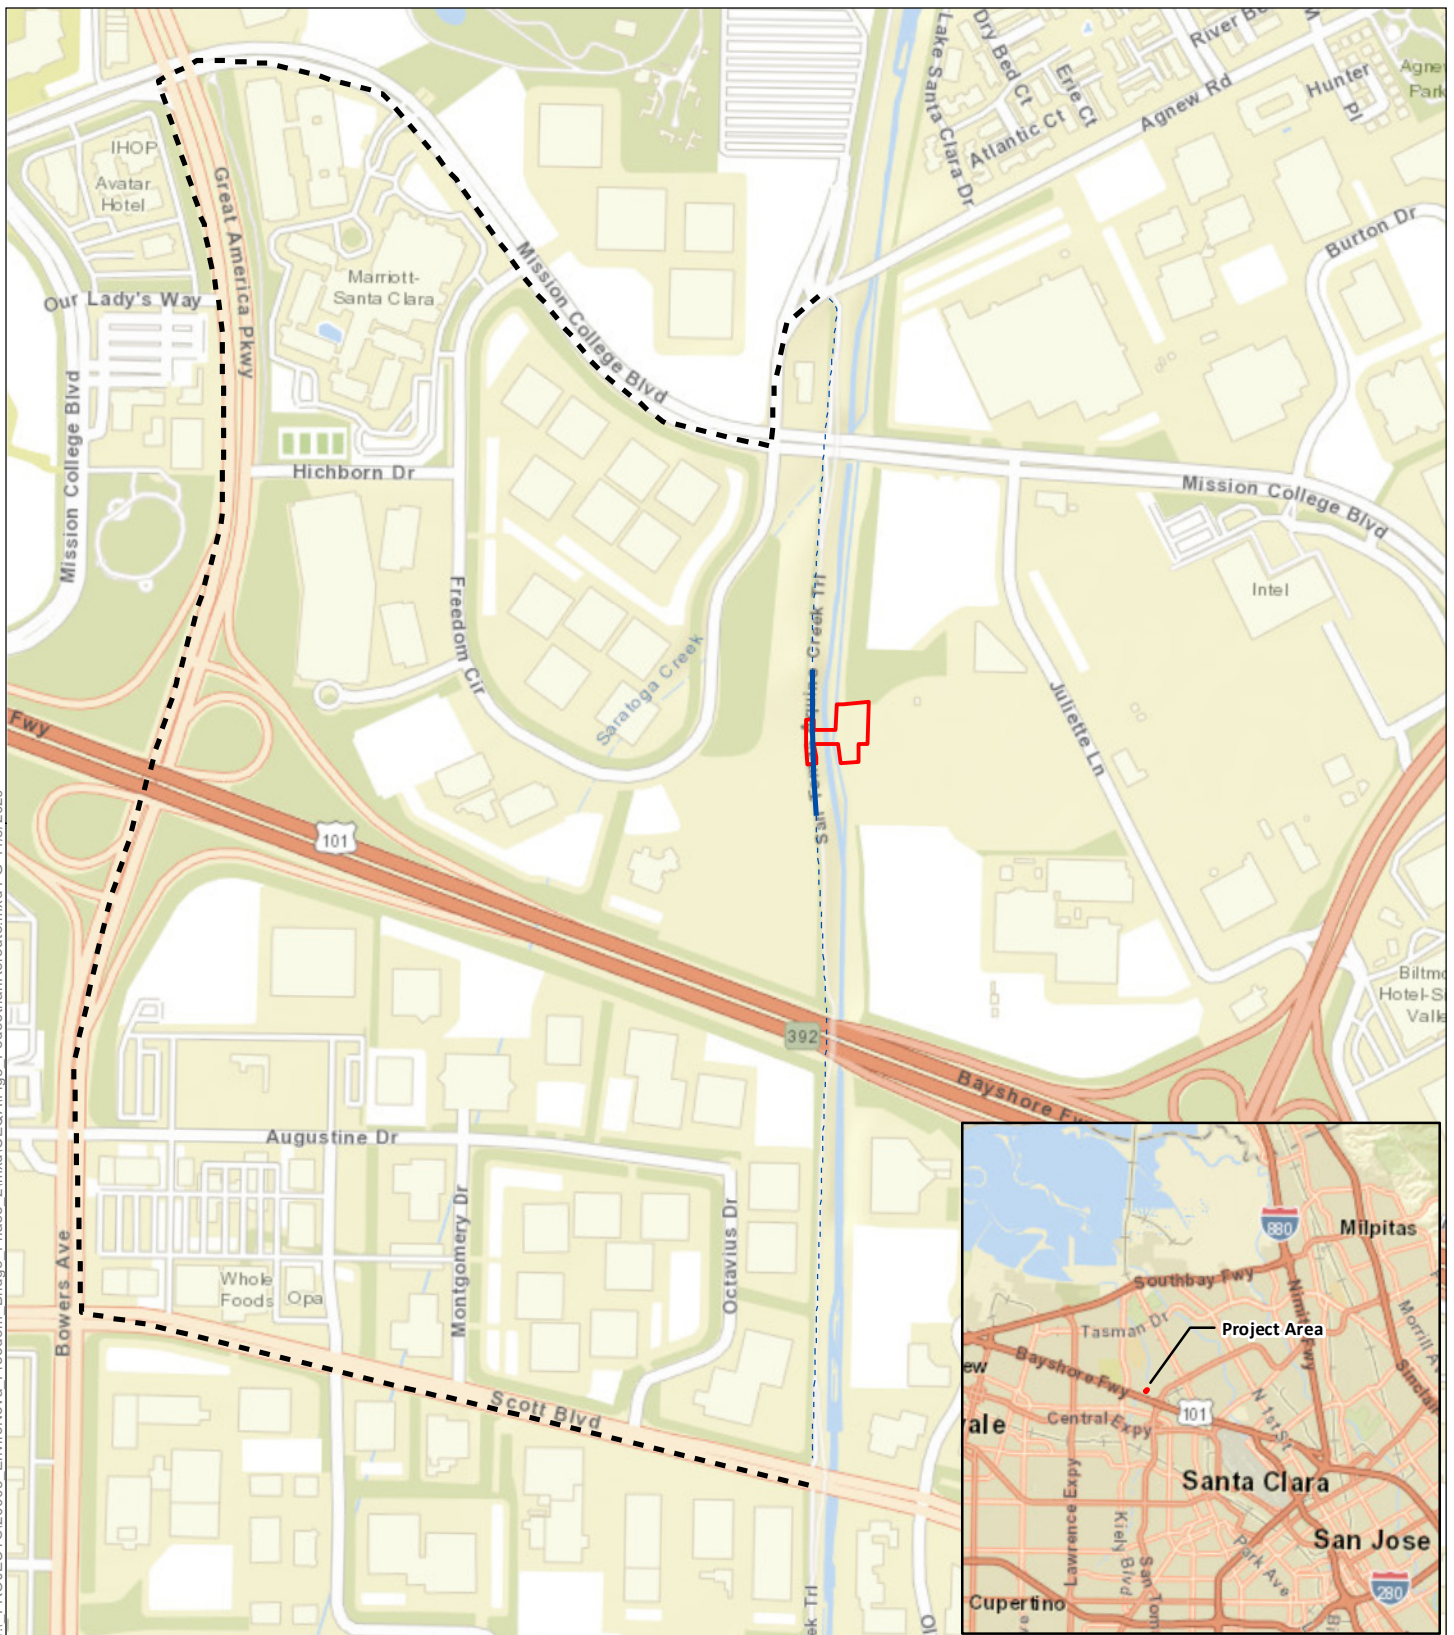 River
Dry Bed Ct
Lake Santa Clara Dr
Erie Ct
Hunter
Pl
Agnew Rd
Atlantic Ct
Park
IHOP
Avatar
Hotel
Great America Pkwy
Burton Dr
Marriott-
Santa Clara
Our Lady's Way
Mission College Blvd
Mission College Blvd
Hichborn Dr
Mission College Blvd
Intel
Freedom Cir
Saratoga Creek
Creek Trl
San
Juliette Ln
Fwy
101
392
Bayshore
Hotel-
Augustine Dr
Montgomery Dr
Octavius Dr
Bowers Ave
Whole
Foods
Opa
Scott Blvd
Trl
880
Milpitas
Southbay Fwy
Nimitz Fwy
Tasman Dr
Morrill
Project Area
Bayshore Fwy
Sinclair
101
N 1st St
Central Expy
Santa Clara
Lawrence Expy
Kiely Blvd
San
Park Ave
San Jose
280
Cupertino